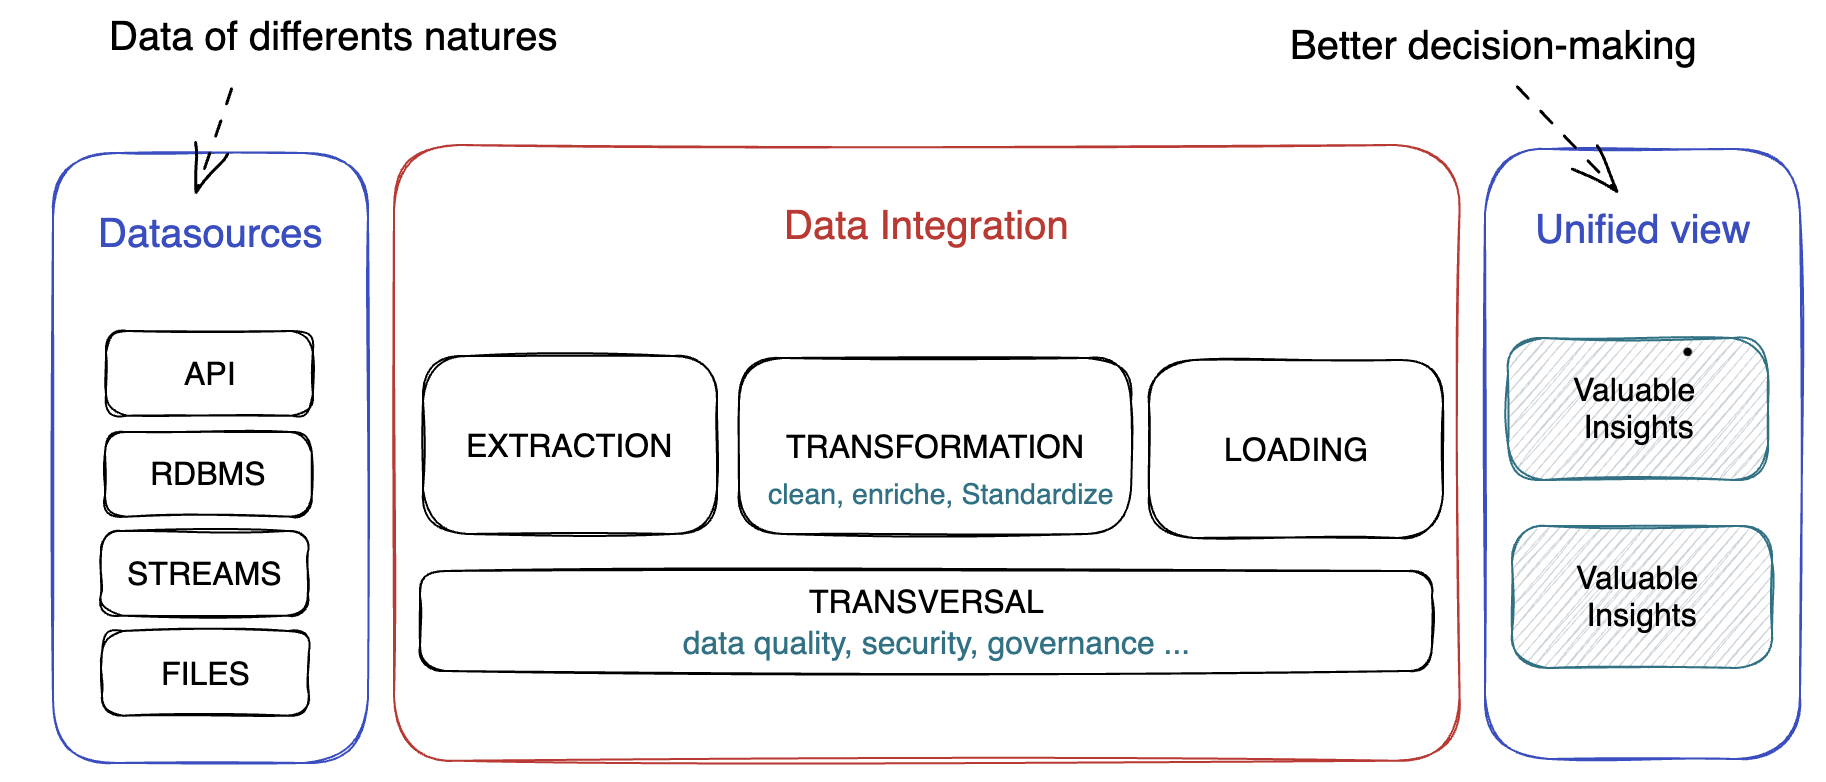 Data of differents natures
Better decision-making
Datasources
API
RDBMS
STREAMS
FILES
Data Integration
EXTRACTION
TRANSFORMATION
clean, enriche, Standardize
LOADING
TRANSVERSAL
data quality, security, governance ...
Unified view
Valuable
Insights
Valuable
Insights